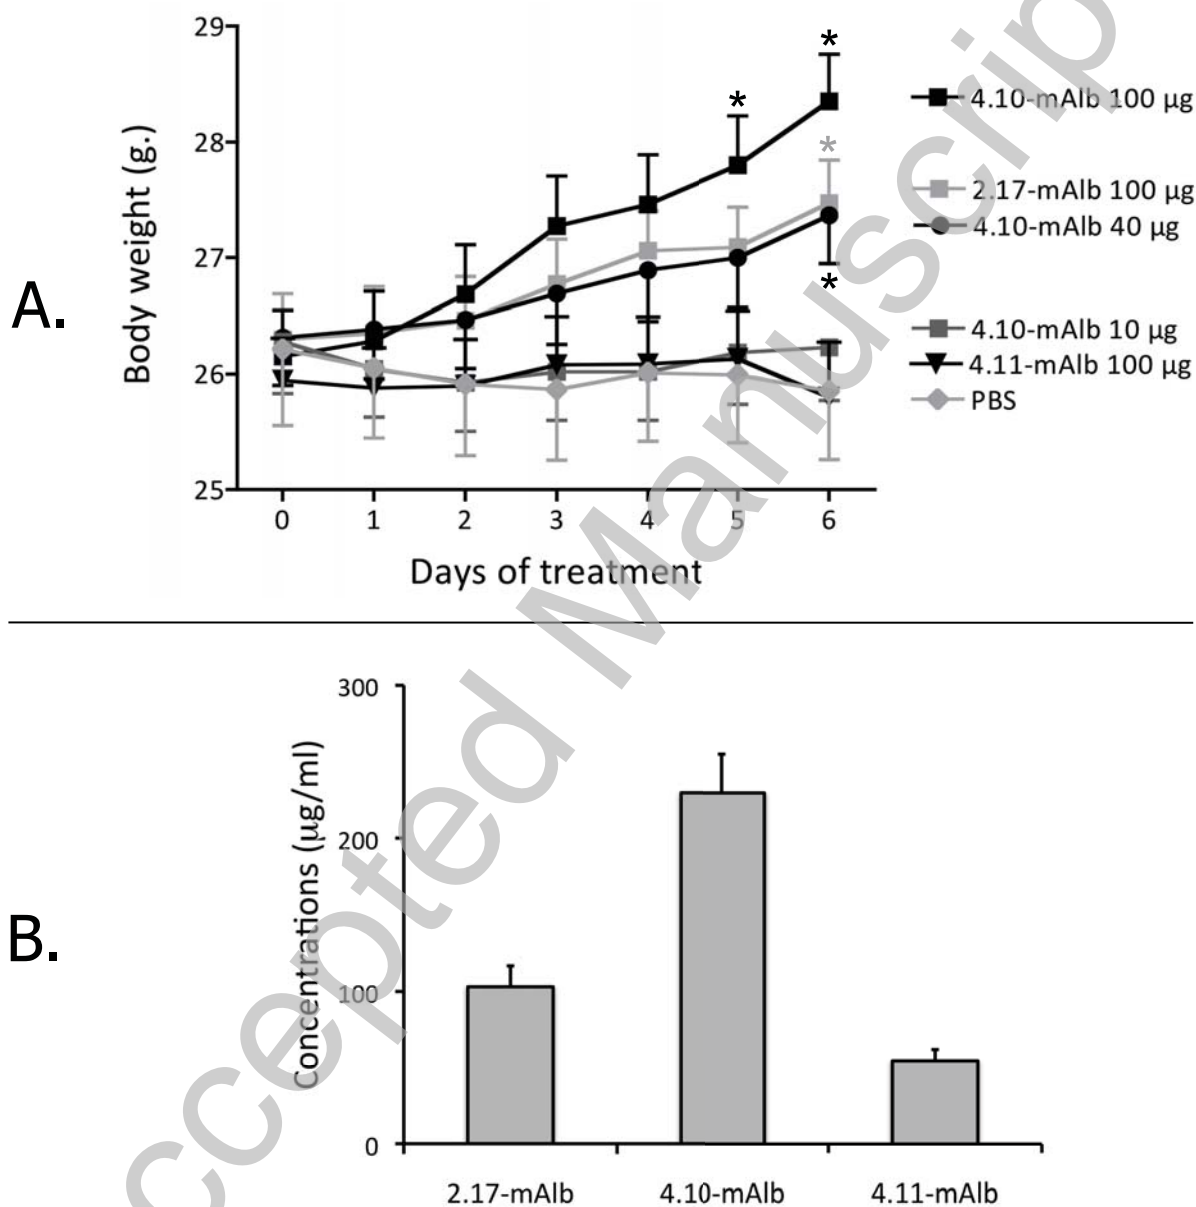 29
28
27
26
25
Body weight (g.)
A.
*
*
*
*
4.10-mAlb 100 µg
2.17-mAlb 100 µg
4.10-mAlb 40 µg
4.10-mAlb 10 µg
4.11-mAlb 100 µg
PBS
0 1 2 3 4 5 6
Days of treatment
B.
Concentrations (µg/ml)
300
200
100
0
2.17-mAlb 4.10-mAlb 4.11-mAlb
ccepted Manuscrip